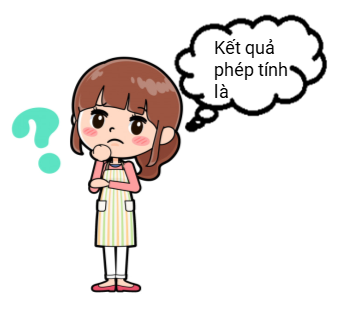 Kết quả
phép tính
là